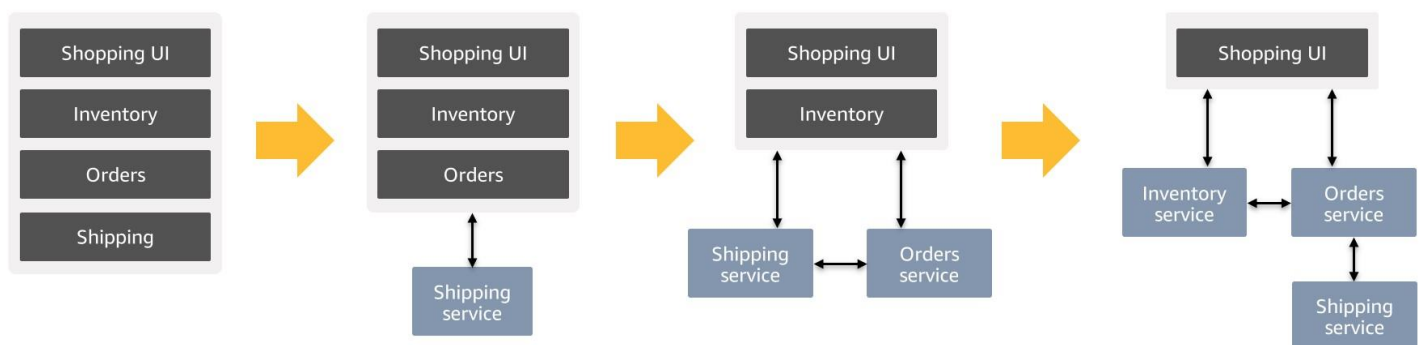 Shopping UI
Inventory
Orders
Shipping
Shopping UI
Inventory
Orders
Shipping
service
Shopping UI
Inventory
Shipping
service
Orders
service
Shopping UI
Inventory
service
Orders
service
Shipping
service